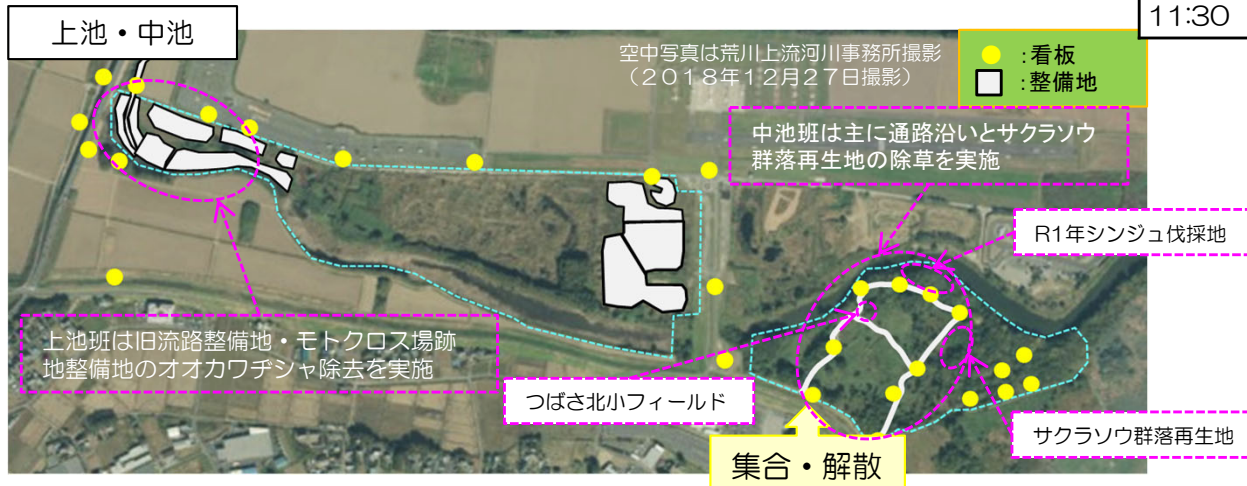 11:30
上池・中池
空中写真は荒川上流河川事務所撮影
（２０１８年１２月２７日撮影）
：看板
：整備地
中池班は主に通路沿いとサクラソウ
群落再生地の除草を実施
R1年シンジュ伐採地
上池班は旧流路整備地・モトクロス場跡
地整備地のオオカワヂシャ除去を実施
つばさ北小フィールド
サクラソウ群落再生地
集合・解散